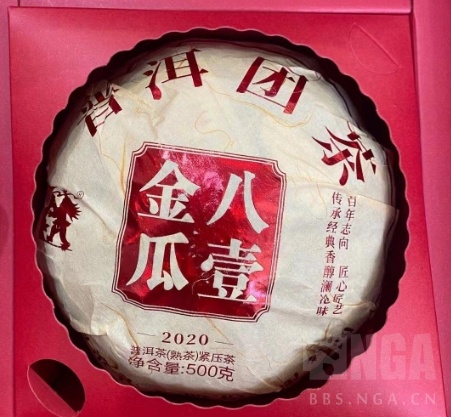 普洱团茶
八壹
金瓜
百年志向 匠心宏艺
传承经典香醇澜沧味
2020
普洱茶(熟茶)紧压茶
净含量:500克
NGA
BBS.NGA.CN